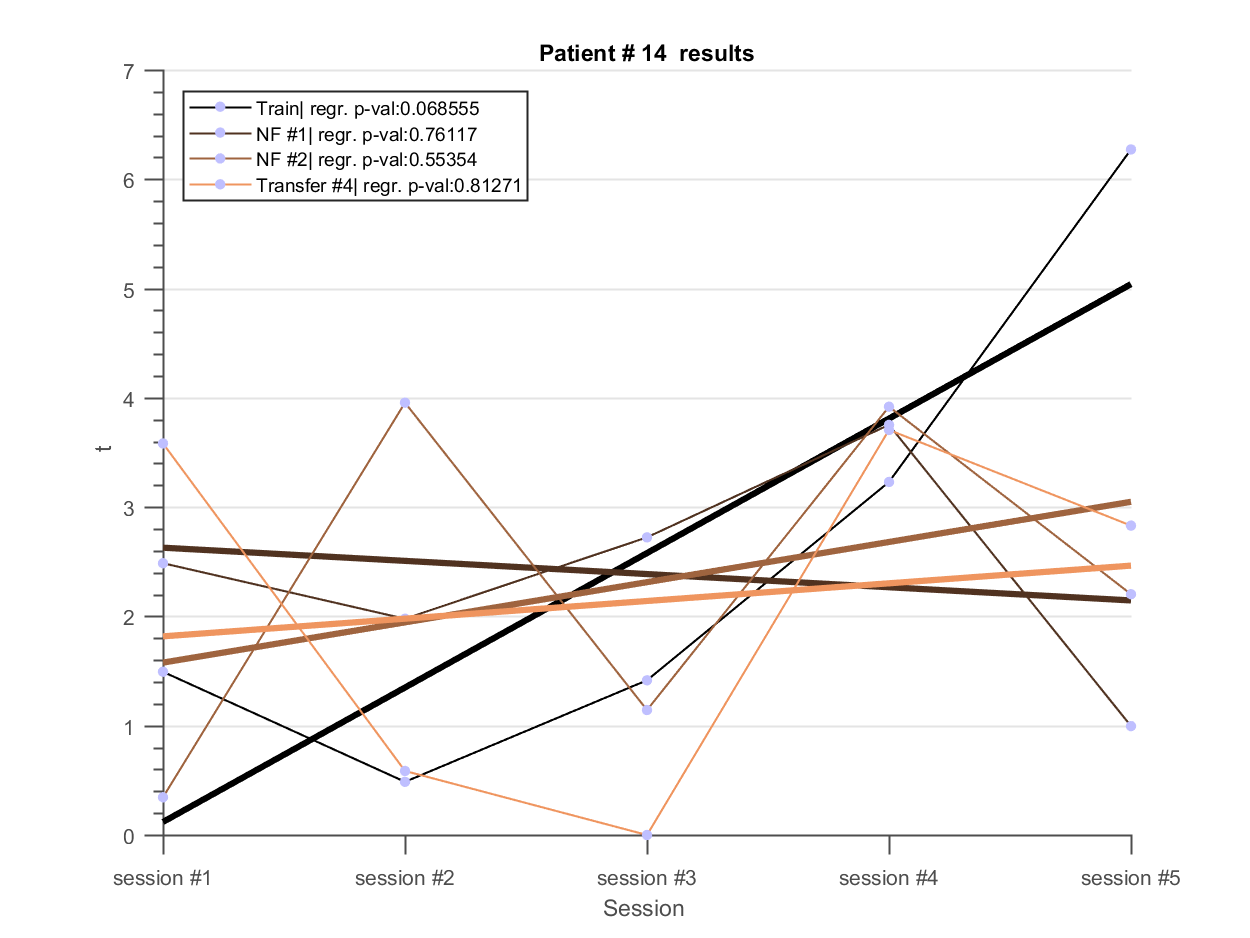 Patient # 14  results
7
6
5
4
3
2
1
0
t
Train| regr. p-val:0.068555
NF #1| regr. p-val:0.76117
NF #2| regr. p-val:0.55354
Transfer #4| regr. p-val:0.81271
session #1 session #2 session #3 session #4 session #5
Session